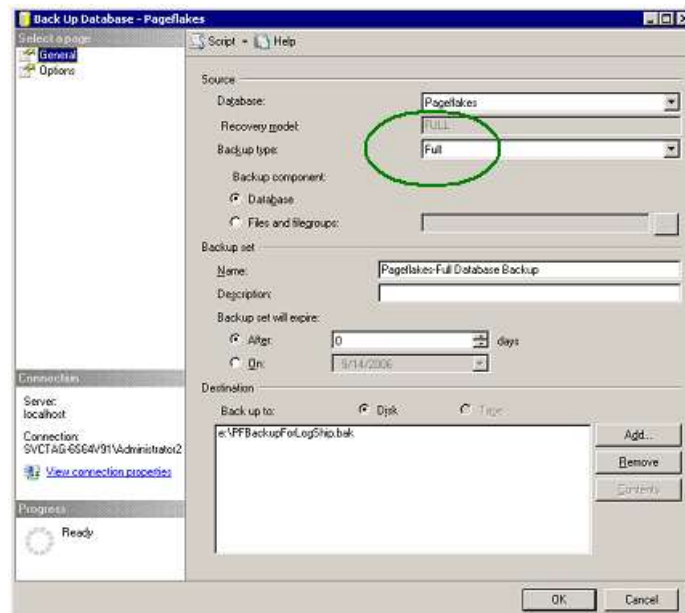 Back Up Database - Pageflakes
Select a page
General
Options
Script
Help
Source
Database:
Pageflakes
Recovery model:
FULL
Backup type:
Full
Backup component:
Database
Files and filegroups:
Backup set
Name:
Pageflakes-Full Database Backup
Description:
Backup set will expire:
After:
0
days
On:
9/14/2006
Destination
Back up to:
Disk
Tape
e:\PFBackupForLogShip.bak
Add...
Remove
Contents
Connection
Server:
localhost
Connection:
SVCTAG-6S64V91\Administrator2
View connection properties
Progress
Ready
OK
Cancel